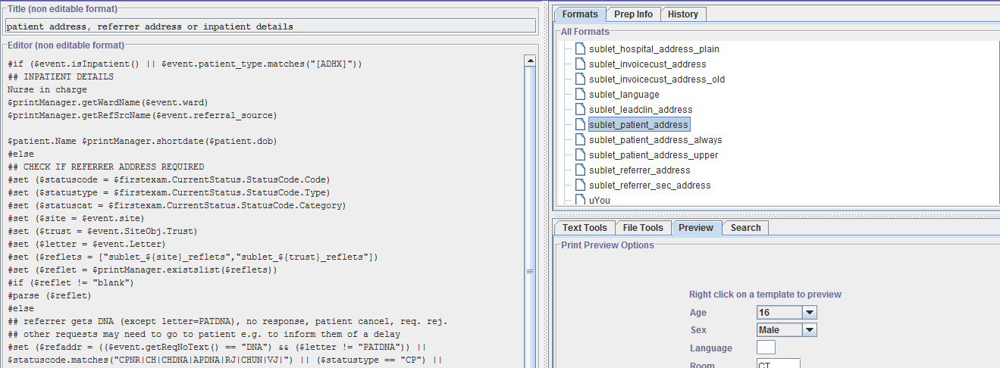 Title (non editable format)
patient address, referrer address or inpatient details
Editor (non editable format)
#if ($event.isInpatient() || $event.patient_type.matches("[ADHX]"))
## INPATIENT DETAILS
Nurse in charge
$printManager.getWardName($event.ward)
$printManager.getRefSrcName($event.referral_source)
$patient.Name $printManager.shortdate($patient.dob)
#else
## CHECK IF REFERRER ADDRESS REQUIRED
#set ($statuscode = $firstexam.CurrentStatus.StatusCode.Code)
#set ($statustype = $firstexam.CurrentStatus.StatusCode.Type)
#set ($statuscat = $firstexam.CurrentStatus.StatusCode.Category)
#set ($site = $event.site)
#set ($trust = $event.SiteObj.Trust)
#set ($letter = $event.Letter)
#set ($reflets = ["sublet_${site}_reflets","sublet_${trust}_reflets"])
#set ($reflet = $printManager.existslist($reflets))
#if ($reflet != "blank")
#parse ($reflet)
#else
## referrer gets DNA (except letter=PATDNA), no response, patient cancel, req. rej.
## other requests may need to go to patient e.g. to inform them of a delay
#set ($refaddr = (($event.getReqNoText() == "DNA") && ($letter != "PATDNA")) ||
$statuscode.matches("CPNR|CH|CHDNA|APDNA|RJ|CHUN|VJ|") || ($statustype == "CP") ||
Formats
Prep Info
History
All Formats
sublet_hospital_address_plain
sublet_invoicecust_address
sublet_invoicecust_address_old
sublet_language
sublet_leadclin_address
sublet_patient_address
sublet_patient_address_always
sublet_patient_address_upper
sublet_referrer_address
sublet_referrer_sec_address
uYou
Text Tools
File Tools
Preview
Search
Print Preview Options
Right click on a template to preview
Age 16
Sex Male
Language
Room CT